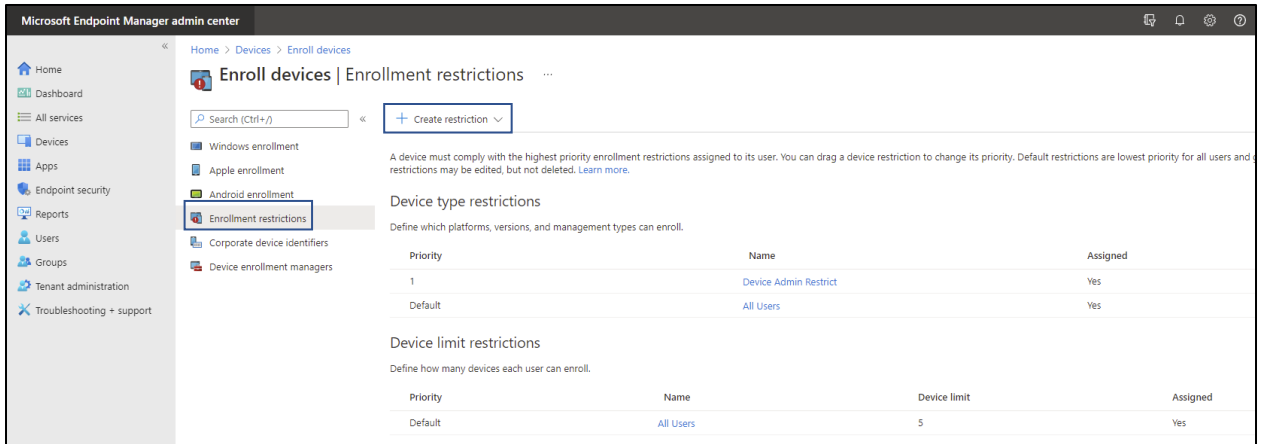 Microsoft Endpoint Manager admin center
Home > Devices > Enroll devices
Enroll devices | Enrollment restrictions ...
«
Home
Dashboard
All services
Devices
Apps
Endpoint security
Reports
Users
Groups
Tenant administration
Troubleshooting + support
Search (Ctrl+/)
«
Windows enrollment
Apple enrollment
Android enrollment
Enrollment restrictions
Corporate device identifiers
Device enrollment managers
+ Create restriction
A device must comply with the highest priority enrollment restrictions assigned to its user. You can drag a device restriction to change its priority. Default restrictions are lowest priority for all users and
restrictions may be edited, but not deleted. Learn more.
Device type restrictions
Define which platforms, versions, and management types can enroll.
Priority Name Assigned
1 Device Admin Restrict Yes
Default All Users Yes
Device limit restrictions
Define how many devices each user can enroll.
Priority Name Device limit Assigned
Default All Users 5 Yes